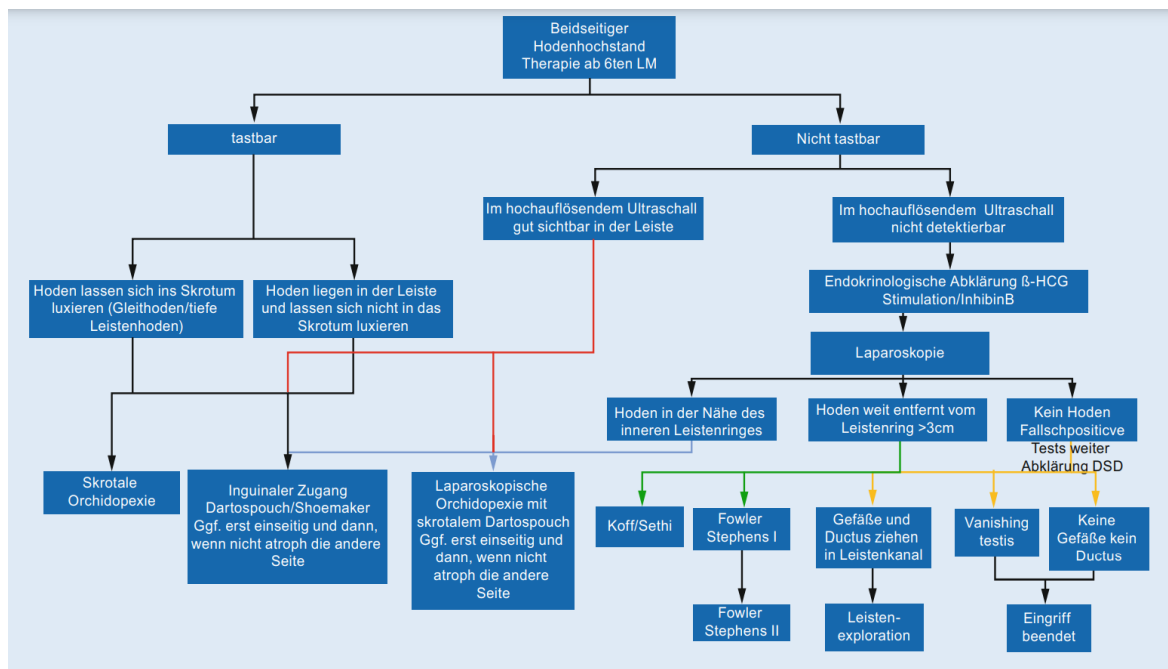 Beidseitiger
Hodenhochstand
Therapie ab 6ten LM
tastbar
Nicht tastbar
Im hochauflösendem Ultraschall
gut sichtbar in der Leiste
Im hochauflösendem Ultraschall
nicht detektierbar
Hoden lassen sich ins Skrotum
luxieren (Gleithoden/tiefe
Leistenhoden)
Hoden liegen in der Leiste
und lassen sich nicht in das
Skrotum luxieren
Endokrinologische Abklärung ß-HCG
Stimulation/InhibinB
Laparoskopie
Hoden in der Nähe des
inneren Leistenringes
Hoden weit entfernt vom
Leistenring >3cm
Kein Hoden
Fallschpositicve
Tests weiter
Abklärung DSD
Skrotale
Orchidopexie
Inguinaler Zugang
Dartospouch/Shoemaker
Ggf. erst einseitig und dann,
wenn nicht atroph die andere
Seite
Laparoskopische
Orchidopexie mit
skrotalem Dartospouch
Ggf. erst einseitig und
dann, wenn nicht
atroph die andere
Seite
Koff/Sethi
Fowler
Stephens I
Gefäße und
Ductus ziehen
in Leistenkanal
Vanishing
testis
Keine
Gefäße kein
Ductus
Fowler
Stephens II
Leisten-
exploration
Eingriff
beendet